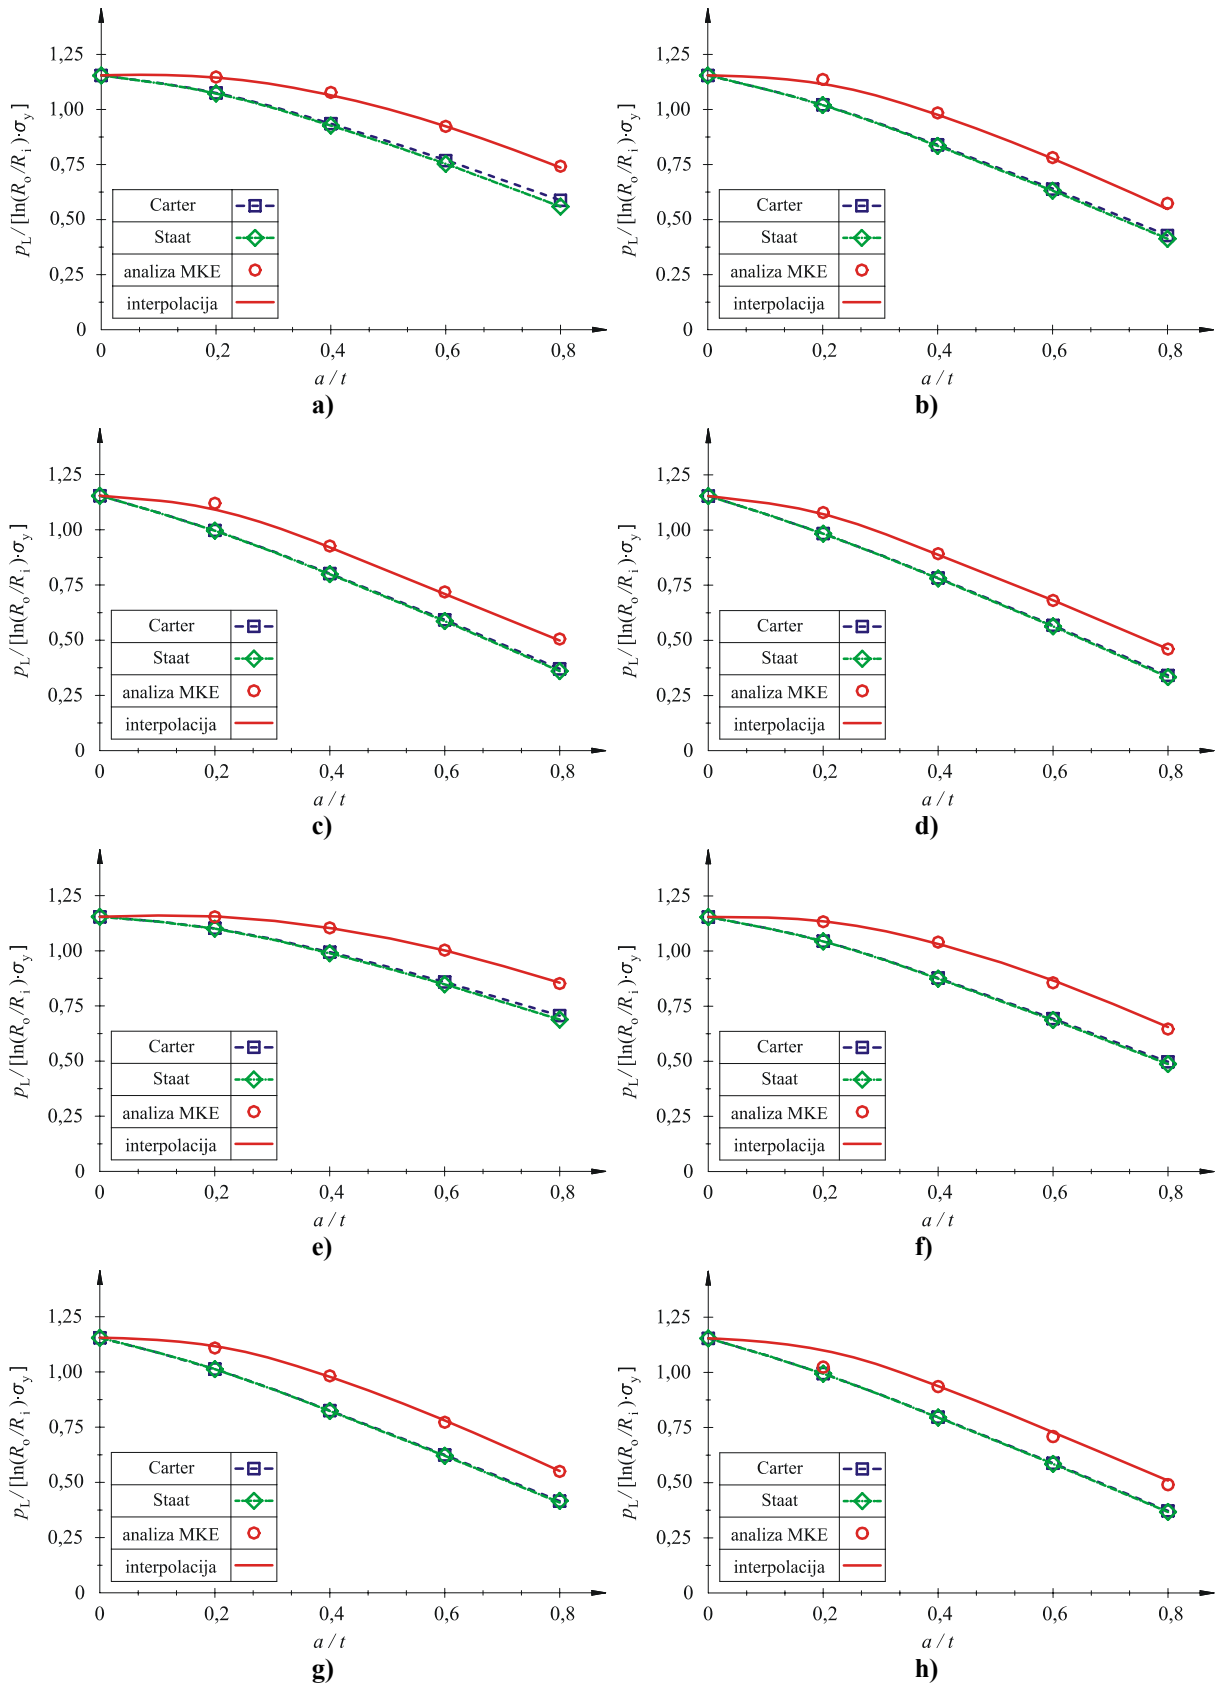 1,25
1,00
0,75
0,50
0,25
0
p_L / [ln(R_o/R_i)·σ_y]
Carter
Staat
analiza MKE
interpolacija
0 0,2 0,4 0,6 0,8
a / t
a)
1,25
1,00
0,75
0,50
0,25
0
p_L / [ln(R_o/R_i)·σ_y]
Carter
Staat
analiza MKE
interpolacija
0 0,2 0,4 0,6 0,8
a / t
b)
1,25
1,00
0,75
0,50
0,25
0
p_L / [ln(R_o/R_i)·σ_y]
Carter
Staat
analiza MKE
interpolacija
0 0,2 0,4 0,6 0,8
a / t
c)
1,25
1,00
0,75
0,50
0,25
0
p_L / [ln(R_o/R_i)·σ_y]
Carter
Staat
analiza MKE
interpolacija
0 0,2 0,4 0,6 0,8
a / t
d)
1,25
1,00
0,75
0,50
0,25
0
p_L / [ln(R_o/R_i)·σ_y]
Carter
Staat
analiza MKE
interpolacija
0 0,2 0,4 0,6 0,8
a / t
e)
1,25
1,00
0,75
0,50
0,25
0
p_L / [ln(R_o/R_i)·σ_y]
Carter
Staat
analiza MKE
interpolacija
0 0,2 0,4 0,6 0,8
a / t
f)
1,25
1,00
0,75
0,50
0,25
0
p_L / [ln(R_o/R_i)·σ_y]
Carter
Staat
analiza MKE
interpolacija
0 0,2 0,4 0,6 0,8
a / t
g)
1,25
1,00
0,75
0,50
0,25
0
p_L / [ln(R_o/R_i)·σ_y]
Carter
Staat
analiza MKE
interpolacija
0 0,2 0,4 0,6 0,8
a / t
h)